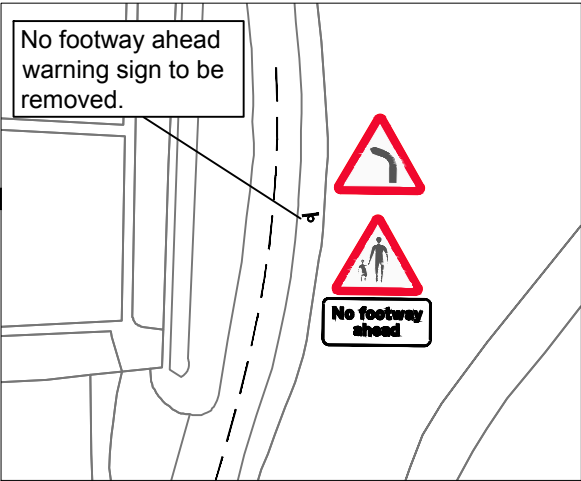 No footway ahead
warning sign to be
removed.
No footway
ahead